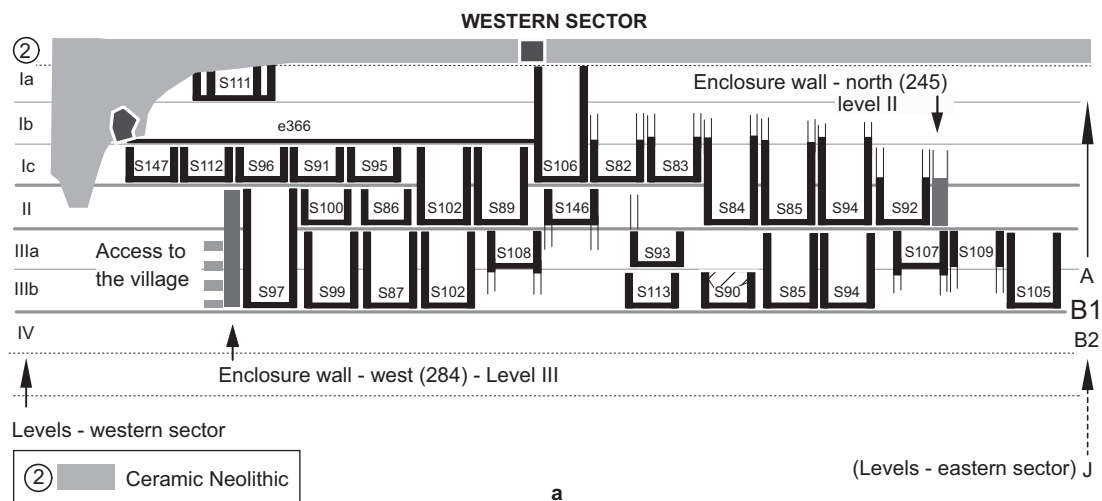 WESTERN SECTOR
2
Ia
S111
Enclosure wall - north (245)
level II
Ib
e366
Ic
S147 S112 S96 S91 S95 S106 S82 S83
II
S100 S86 S102 S89 S146 S84 S85 S94 S92
IIIa
Access to
the village
S108 S93 S107 S109
A
IIIb
S97 S99 S87 S102 S113 S90 S85 S94 S105
B1
IV
B2
Enclosure wall - west (284) - Level III
Levels - western sector
(Levels - eastern sector) J
2 Ceramic Neolithic
a